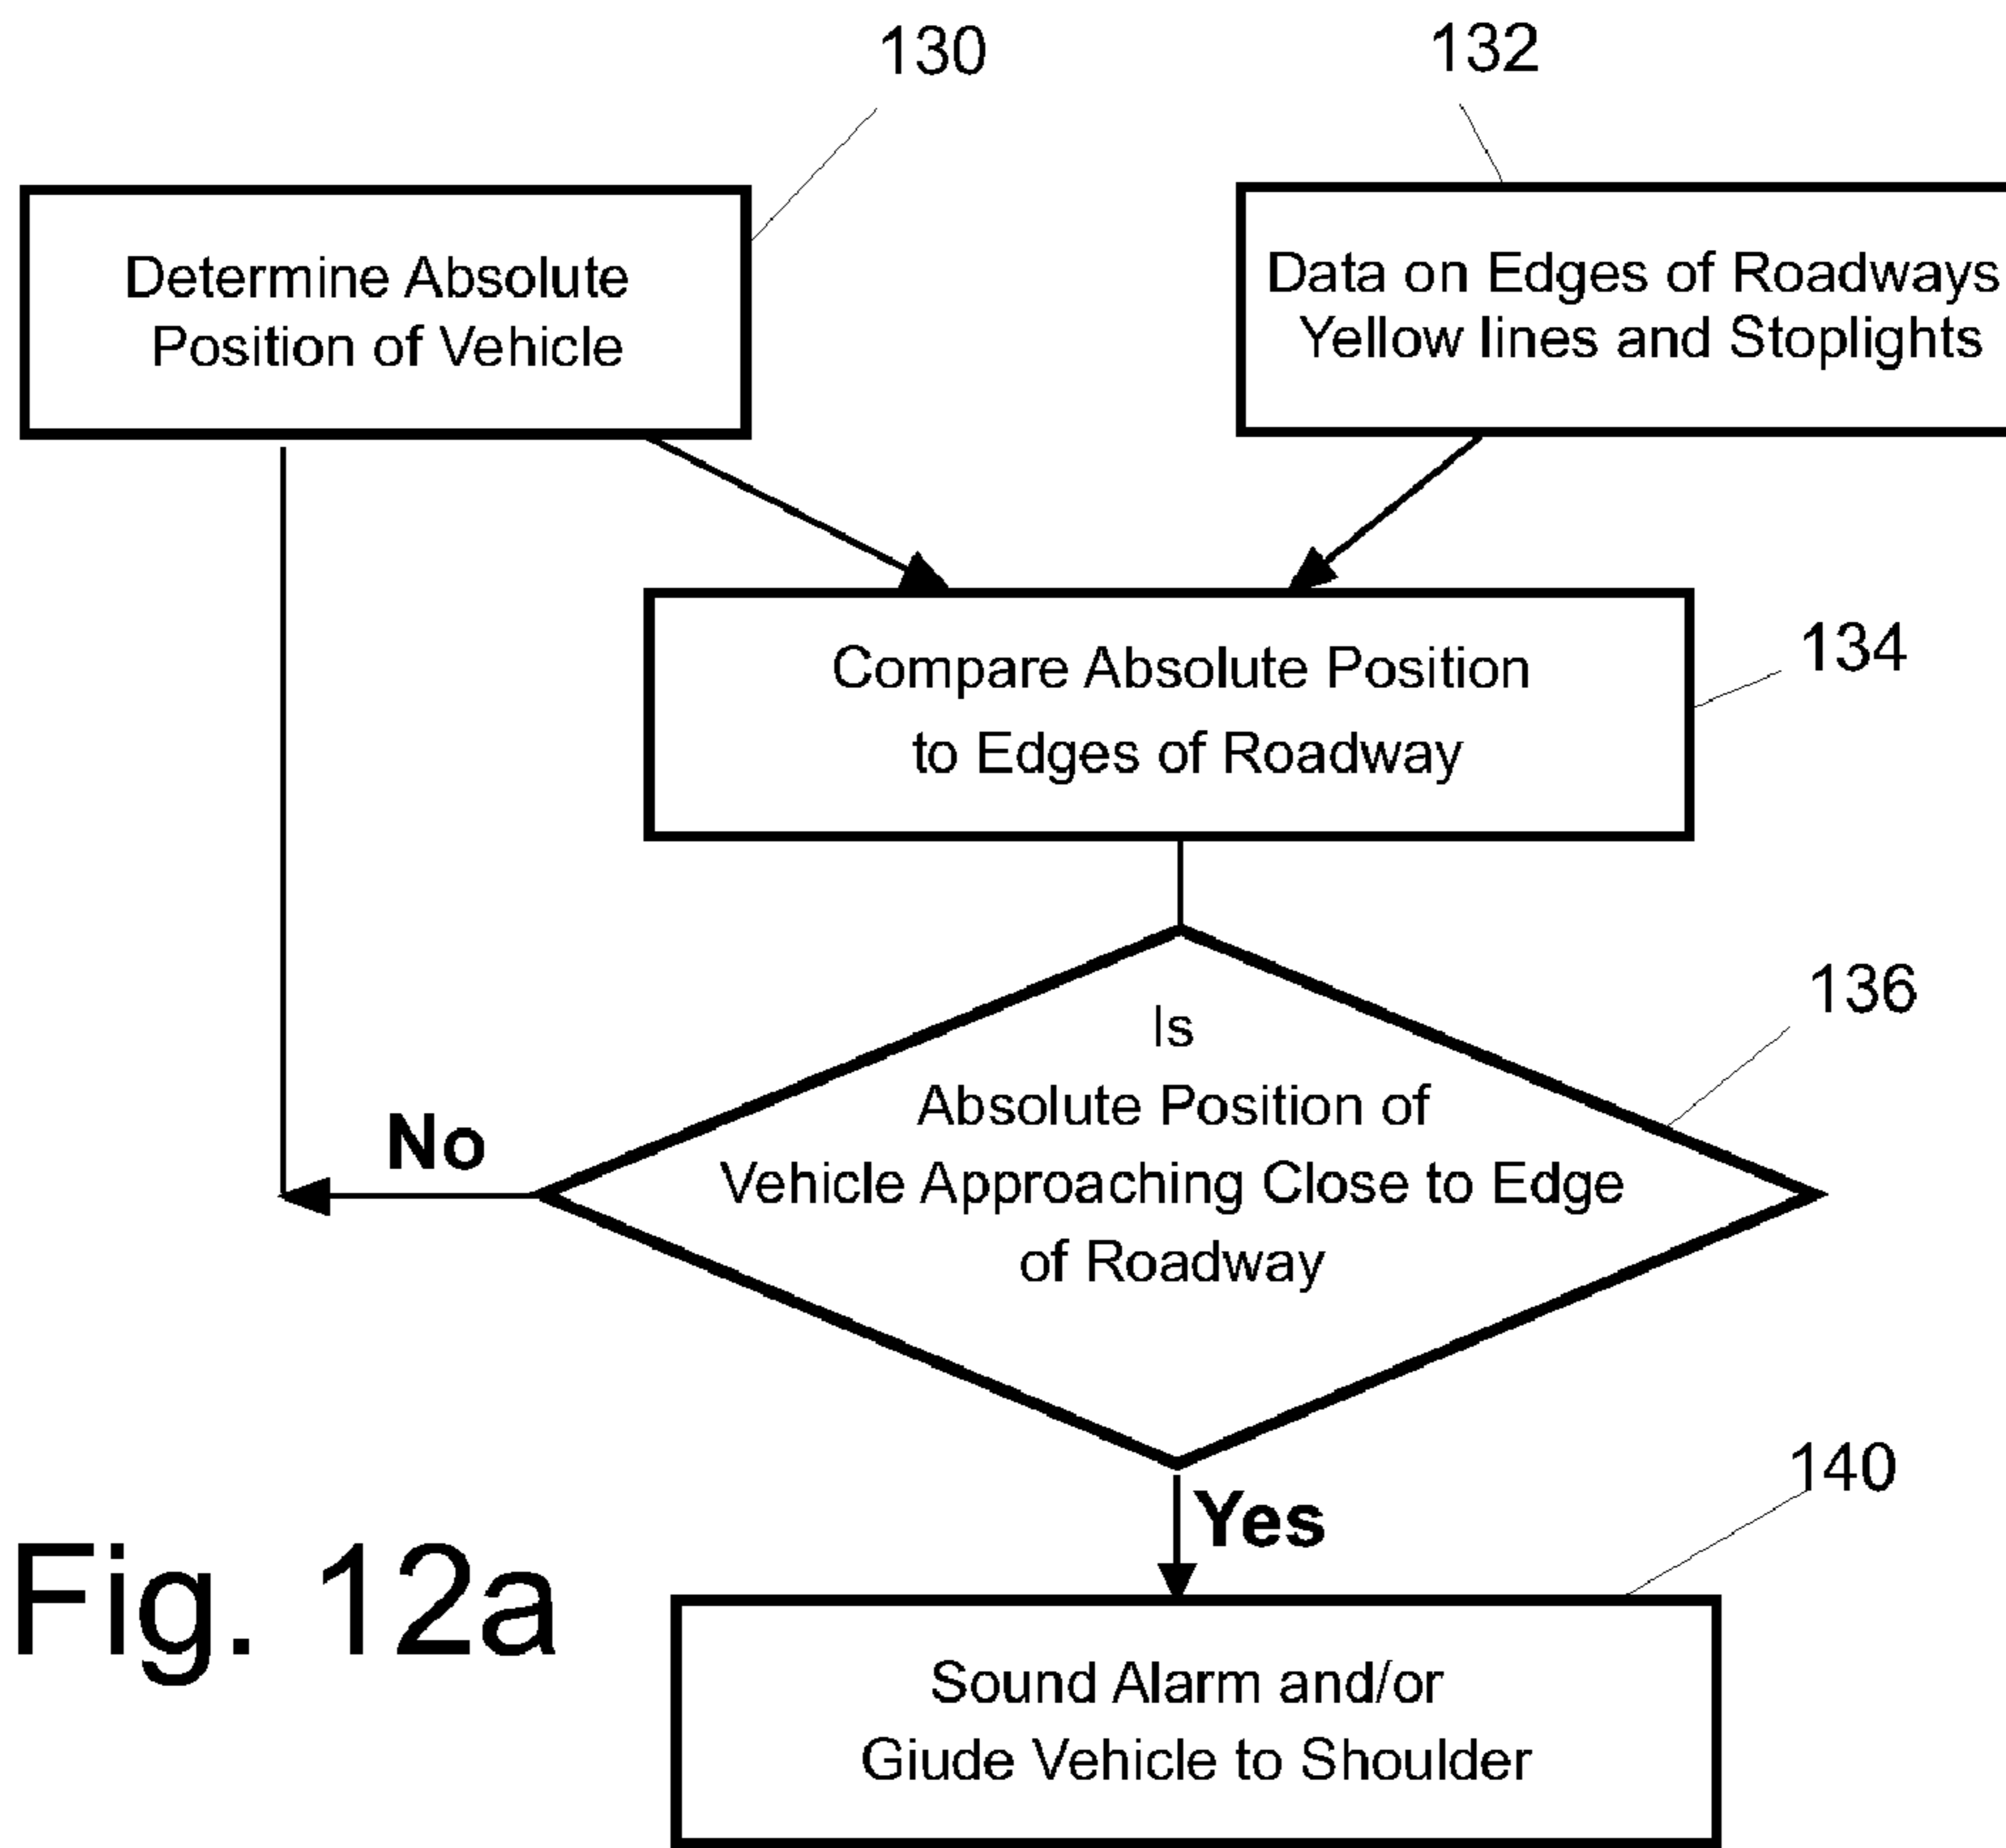 130
132
Determine Absolute
Position of Vehicle
Data on Edges of Roadways
Yellow lines and Stoplights
Compare Absolute Position
to Edges of Roadway
134
136
Is
Absolute Position of
Vehicle Approaching Close to Edge
of Roadway
No
Yes
140
Fig. 12a
Sound Alarm and/or
Giude Vehicle to Shoulder